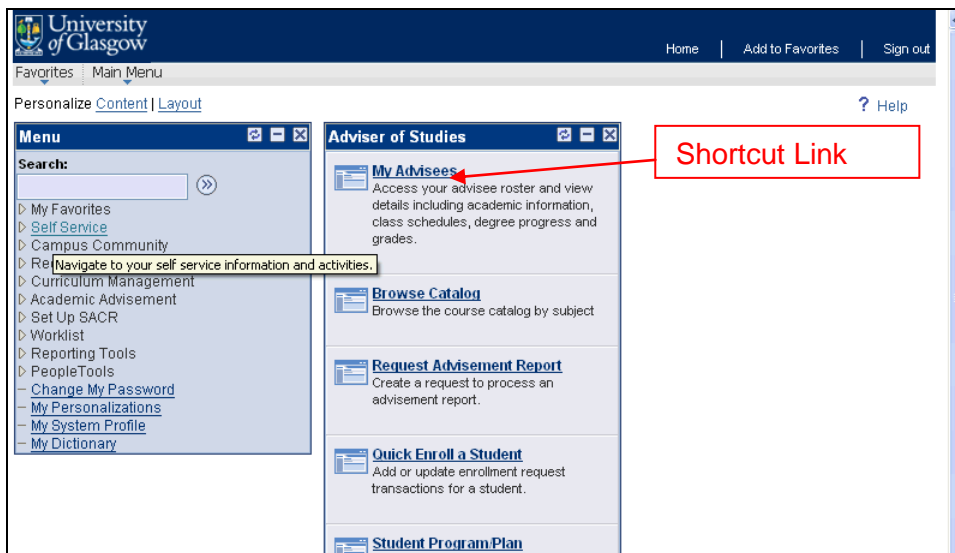 University
of Glasgow
Home | Add to Favorites | Sign out
Favorites Main Menu
Personalize Content | Layout
? Help
Menu
Search:
My Favorites
Self Service
Campus Community
Re
Navigate to your self service information and activities.
Curriculum Management
Academic Advisement
Set Up SACR
Worklist
Reporting Tools
PeopleTools
Change My Password
My Personalizations
My System Profile
My Dictionary
Adviser of Studies
My Advisees
Access your advisee roster and view
details including academic information,
class schedules, degree progress and
grades.
Browse Catalog
Browse the course catalog by subject
Request Advisement Report
Create a request to process an
advisement report.
Quick Enroll a Student
Add or update enrollment request
transactions for a student.
Student Program/Plan
Shortcut Link